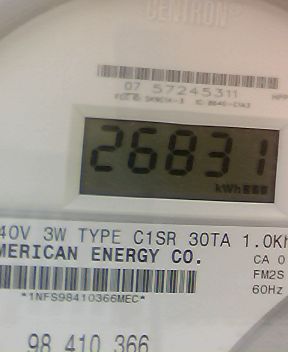 CENTRON®
07 57245311
26831
kWh
40V 3W TYPE C1SR 30TA 1.0Kh
MERICAN ENERGY CO.
CA 0
FM2S
60Hz
*1NFS98410366MEC*
98 410 366